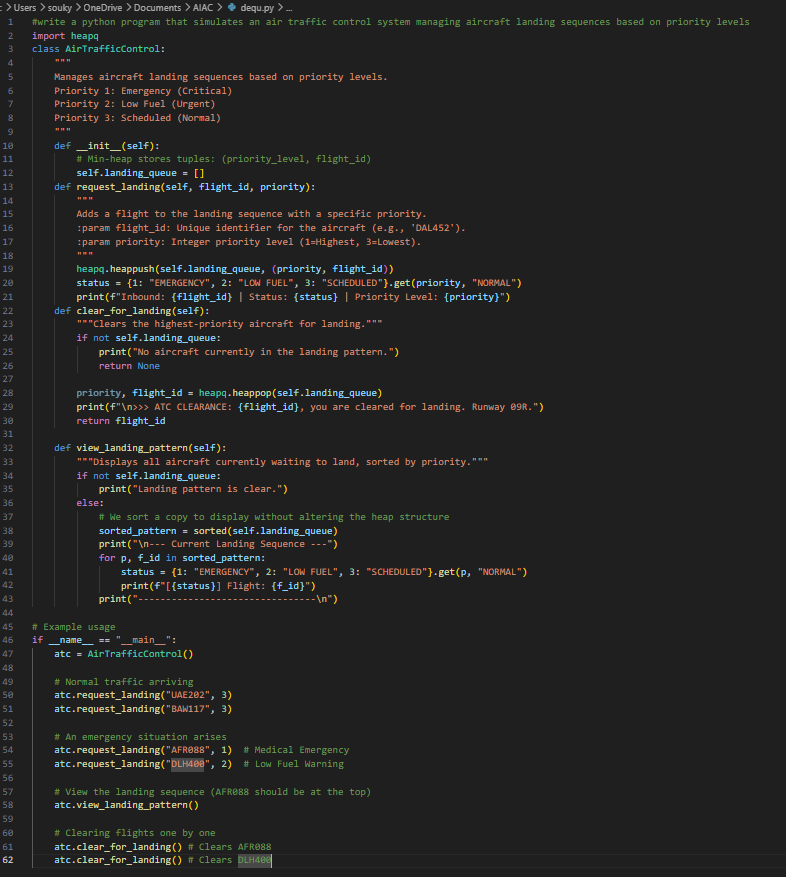 > Users > souky > OneDrive > Documents > AIAC > dequ.py > ...
1 #write a python program that simulates an air traffic control system managing aircraft landing sequences based on priority levels
2 import heapq
3 class AirTrafficControl:
4     """
5     Manages aircraft landing sequences based on priority levels.
6     Priority 1: Emergency (Critical)
7     Priority 2: Low Fuel (Urgent)
8     Priority 3: Scheduled (Normal)
9     """
10     def __init__(self):
11         # Min-heap stores tuples: (priority_level, flight_id)
12         self.landing_queue = []
13     def request_landing(self, flight_id, priority):
14         """
15         Adds a flight to the landing sequence with a specific priority.
16         :param flight_id: Unique identifier for the aircraft (e.g., 'DAL452').
17         :param priority: Integer priority level (1=Highest, 3=Lowest).
18         """
19         heapq.heappush(self.landing_queue, (priority, flight_id))
20         status = {1: "EMERGENCY", 2: "LOW FUEL", 3: "SCHEDULED"}.get(priority, "NORMAL")
21         print(f"Inbound: {flight_id} | Status: {status} | Priority Level: {priority}")
22     def clear_for_landing(self):
23         """Clears the highest-priority aircraft for landing."""
24         if not self.landing_queue:
25             print("No aircraft currently in the landing pattern.")
26             return None
27
28         priority, flight_id = heapq.heappop(self.landing_queue)
29         print(f"\n>>> ATC CLEARANCE: {flight_id}, you are cleared for landing. Runway 09R.")
30         return flight_id
31
32     def view_landing_pattern(self):
33         """Displays all aircraft currently waiting to land, sorted by priority."""
34         if not self.landing_queue:
35             print("Landing pattern is clear.")
36         else:
37             # We sort a copy to display without altering the heap structure
38             sorted_pattern = sorted(self.landing_queue)
39             print("\n--- Current Landing Sequence ---")
40             for p, f_id in sorted_pattern:
41                 status = {1: "EMERGENCY", 2: "LOW FUEL", 3: "SCHEDULED"}.get(p, "NORMAL")
42                 print(f"[{status}] Flight: {f_id}")
43             print("--------------------------------\n")
44
45 # Example usage
46 if __name__ == "__main__":
47     atc = AirTrafficControl()
48
49     # Normal traffic arriving
50     atc.request_landing("UAE202", 3)
51     atc.request_landing("BAW117", 3)
52
53     # An emergency situation arises
54     atc.request_landing("AFR088", 1)  # Medical Emergency
55     atc.request_landing("DLH400", 2)  # Low Fuel Warning
56
57     # View the landing sequence (AFR088 should be at the top)
58     atc.view_landing_pattern()
59
60     # Clearing flights one by one
61     atc.clear_for_landing() # Clears AFR088
62     atc.clear_for_landing() # Clears DLH400